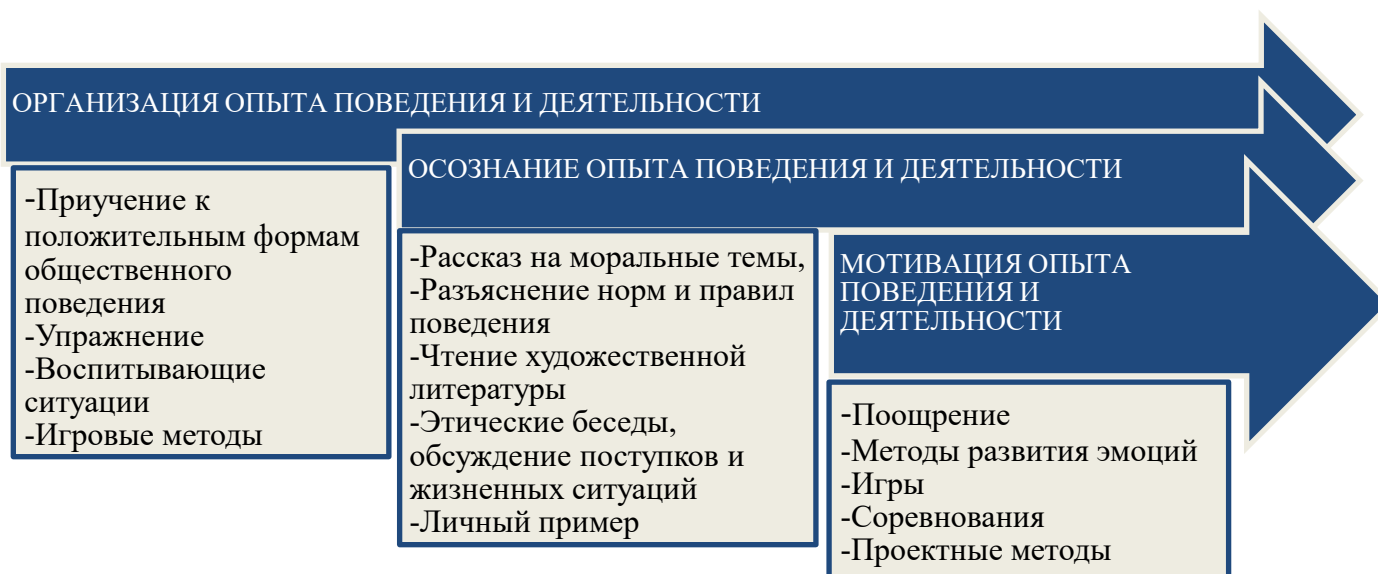 ОРГАНИЗАЦИЯ ОПЫТА ПОВЕДЕНИЯ И ДЕЯТЕЛЬНОСТИ
-Приучение к
положительным формам
общественного
поведения
-Упражнение
-Воспитывающие
ситуации
-Игровые методы
ОСОЗНАНИЕ ОПЫТА ПОВЕДЕНИЯ И ДЕЯТЕЛЬНОСТИ
-Рассказ на моральные темы,
-Разъяснение норм и правил
поведения
-Чтение художественной
литературы
-Этические беседы,
обсуждение поступков и
жизненных ситуаций
-Личный пример
МОТИВАЦИЯ ОПЫТА
ПОВЕДЕНИЯ И
ДЕЯТЕЛЬНОСТИ
-Поощрение
-Методы развития эмоций
-Игры
-Соревнования
-Проектные методы